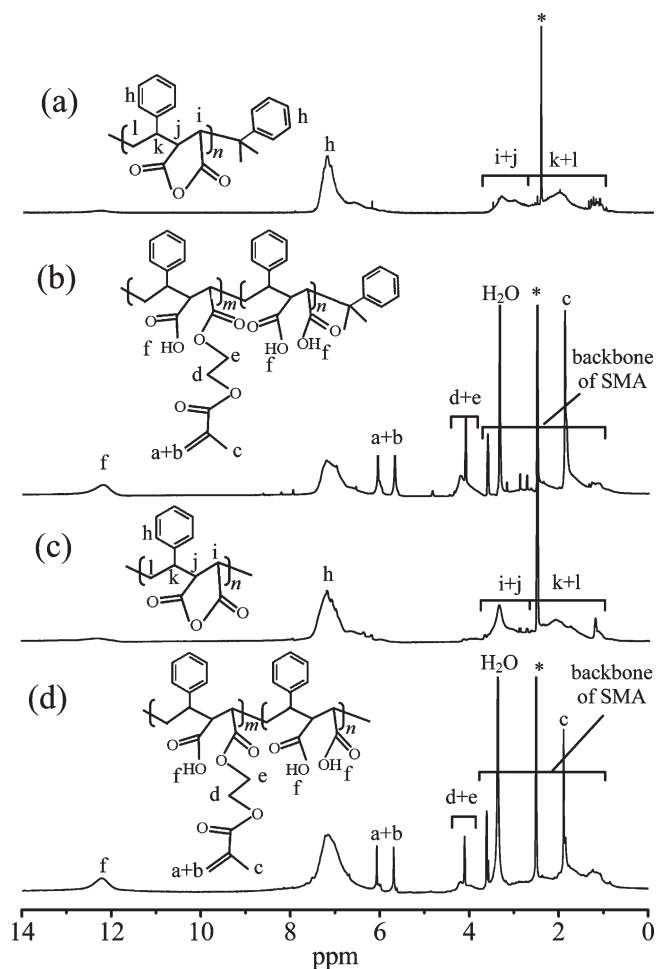 *
(a)
h
l
k
j
i
n
h
O
O
O
h
i+j
k+l
(b)
m
n
O
O
O
O
HO
O
HO
OH
f
f
f
e
d
O
O
a+b
c
f
a+b
d+e
H₂O
*
c
backbone
of SMA
(c)
h
l
k
j
i
n
O
O
O
h
i+j
k+l
(d)
m
n
O
O
O
O
HO
O
HO
OH
f
f
f
e
d
O
O
a+b
c
f
a+b
d+e
H₂O
*
c
backbone
of SMA
14 12 10 8 6 4 2 0
ppm